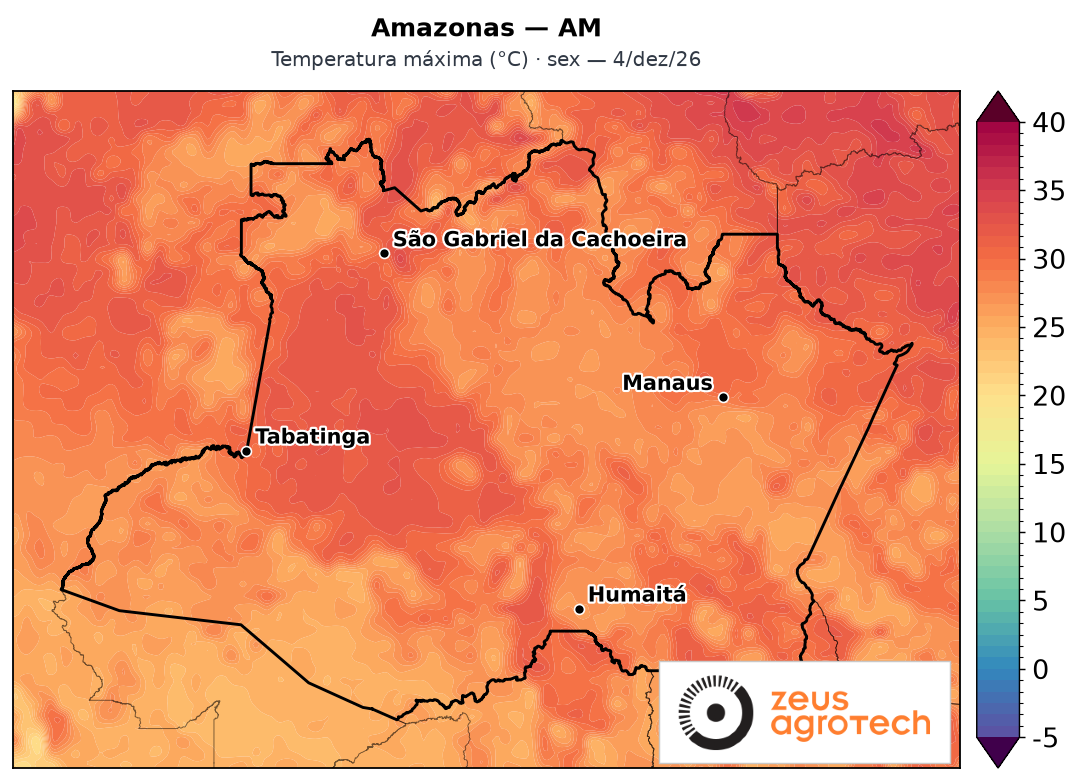 Amazonas — AM
Temperatura máxima (°C) · sex — 4/dez/26
São Gabriel da Cachoeira
Manaus
Tabatinga
Humaitá
zeus
agrotech
40
35
30
25
20
15
10
5
0
-5